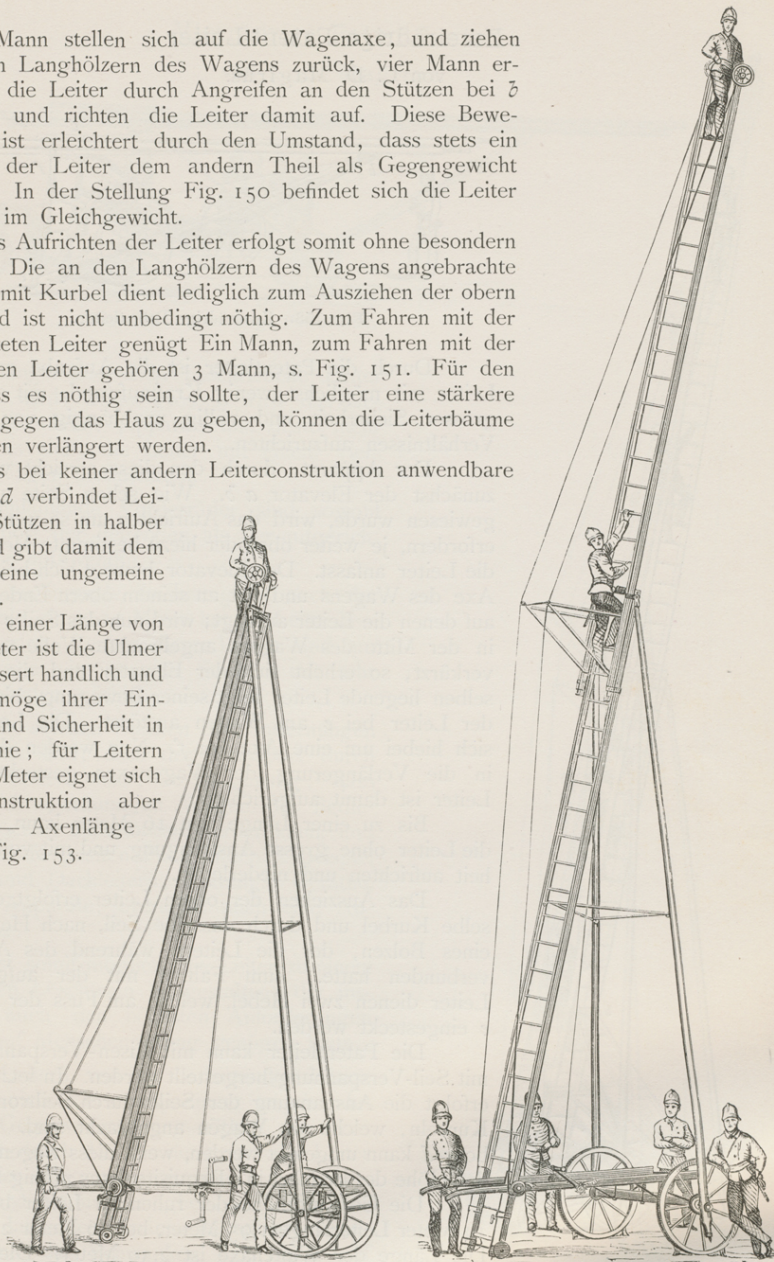 Mann stellen sich auf die Wagenaxe, und ziehen
Langhölzern des Wagens zurück, vier Mann er-
die Leiter durch Angreifen an den Stützen bei b
und richten die Leiter damit auf. Diese Bewe-
ist erleichtert durch den Umstand, dass stets ein
der Leiter dem andern Theil als Gegengewicht
In der Stellung Fig. 150 befindet sich die Leiter
im Gleichgewicht.
s Aufrichten der Leiter erfolgt somit ohne besondern
Die an den Langhölzern des Wagens angebrachte
mit Kurbel dient lediglich zum Ausziehen der obern
d ist nicht unbedingt nöthig. Zum Fahren mit der
eten Leiter genügt Ein Mann, zum Fahren mit der
en Leiter gehören 3 Mann, s. Fig. 151. Für den
s es nöthig sein sollte, der Leiter eine stärkere
gegen das Haus zu geben, können die Leiterbäume
en verlängert werden.
s bei keiner andern Leiterconstruktion anwendbare
d verbindet Lei-
Stützen in halber
d gibt damit dem
eine ungemeine
einer Länge von
ter ist die Ulmer
sert handlich und
möge ihrer Ein-
nd Sicherheit in
nie; für Leitern
Meter eignet sich
nstruktion aber
— Axenlänge
ig. 153.